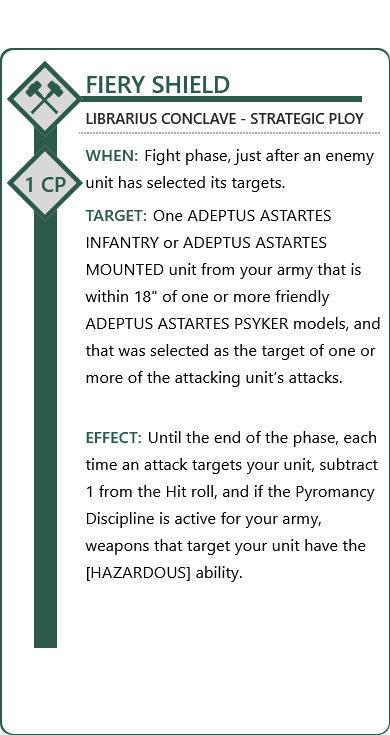 FIERY SHIELD
LIBRARIUS CONCLAVE - STRATEGIC PLOY
1 CP
WHEN: Fight phase, just after an enemy
unit has selected its targets.
TARGET: One ADEPTUS ASTARTES
INFANTRY or ADEPTUS ASTARTES
MOUNTED unit from your army that is
within 18" of one or more friendly
ADEPTUS ASTARTES PSYKER models, and
that was selected as the target of one or
more of the attacking unit’s attacks.
EFFECT: Until the end of the phase, each
time an attack targets your unit, subtract
1 from the Hit roll, and if the Pyromancy
Discipline is active for your army,
weapons that target your unit have the
[HAZARDOUS] ability.